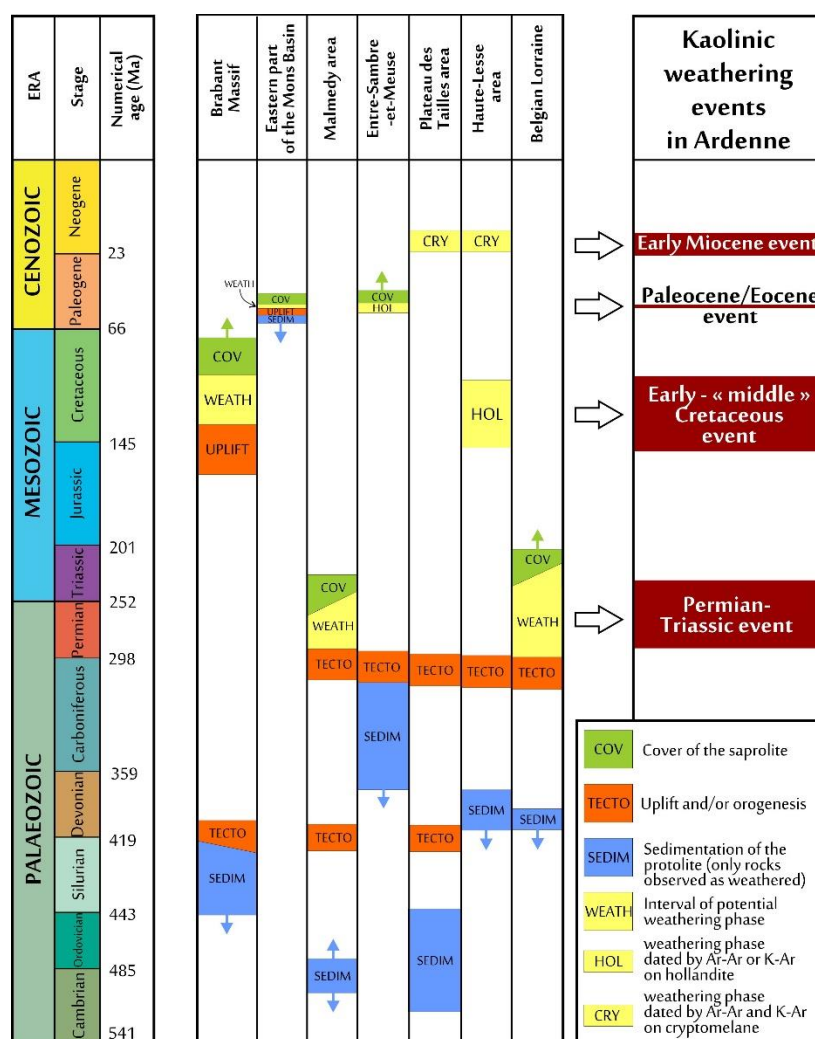 ERA
Stage
Numerical
age (Ma)
Brabant
Massif
Eastern part
of the Mons Basin
Malmedy area
Entre-Sambre
-et-Meuse
Plateau des
Tailles area
Haute-Lesse
area
Belgian Lorraine
Kaolinic
weathering
events
in Ardenne
CENOZOIC
Neogene
23
Paleogene
66
MESOZOIC
Cretaceous
145
Jurassic
201
Triassic
252
PALAEOZOIC
Permian
298
Carboniferous
359
Devonian
419
Silurian
443
Ordovician
485
Cambrian
541
COV
WEATH
UPLIFT
TECTO
SEDIM
WEATH
COV
UPLIFT
SEDIM
COV
WEATH
TECTO
TECTO
SEDIM
COV
HOL
TECTO
SEDIM
CRY
TECTO
TECTO
SEDIM
CRY
HOL
TECTO
SEDIM
COV
WEATH
TECTO
SEDIM
Early Miocene event
Paleocene/Eocene
event
Early - « middle »
Cretaceous
event
Permian-
Triassic event
COV Cover of the saprolite
TECTO Uplift and/or orogenesis
SEDIM Sedimentation of the
protolite (only rocks
observed as weathered)
WEATH Interval of potential
weathering phase
HOL weathering phase
dated by Ar-Ar or K-Ar
on hollandite
CRY weathering phase
dated by Ar-Ar and K-Ar
on cryptomelane